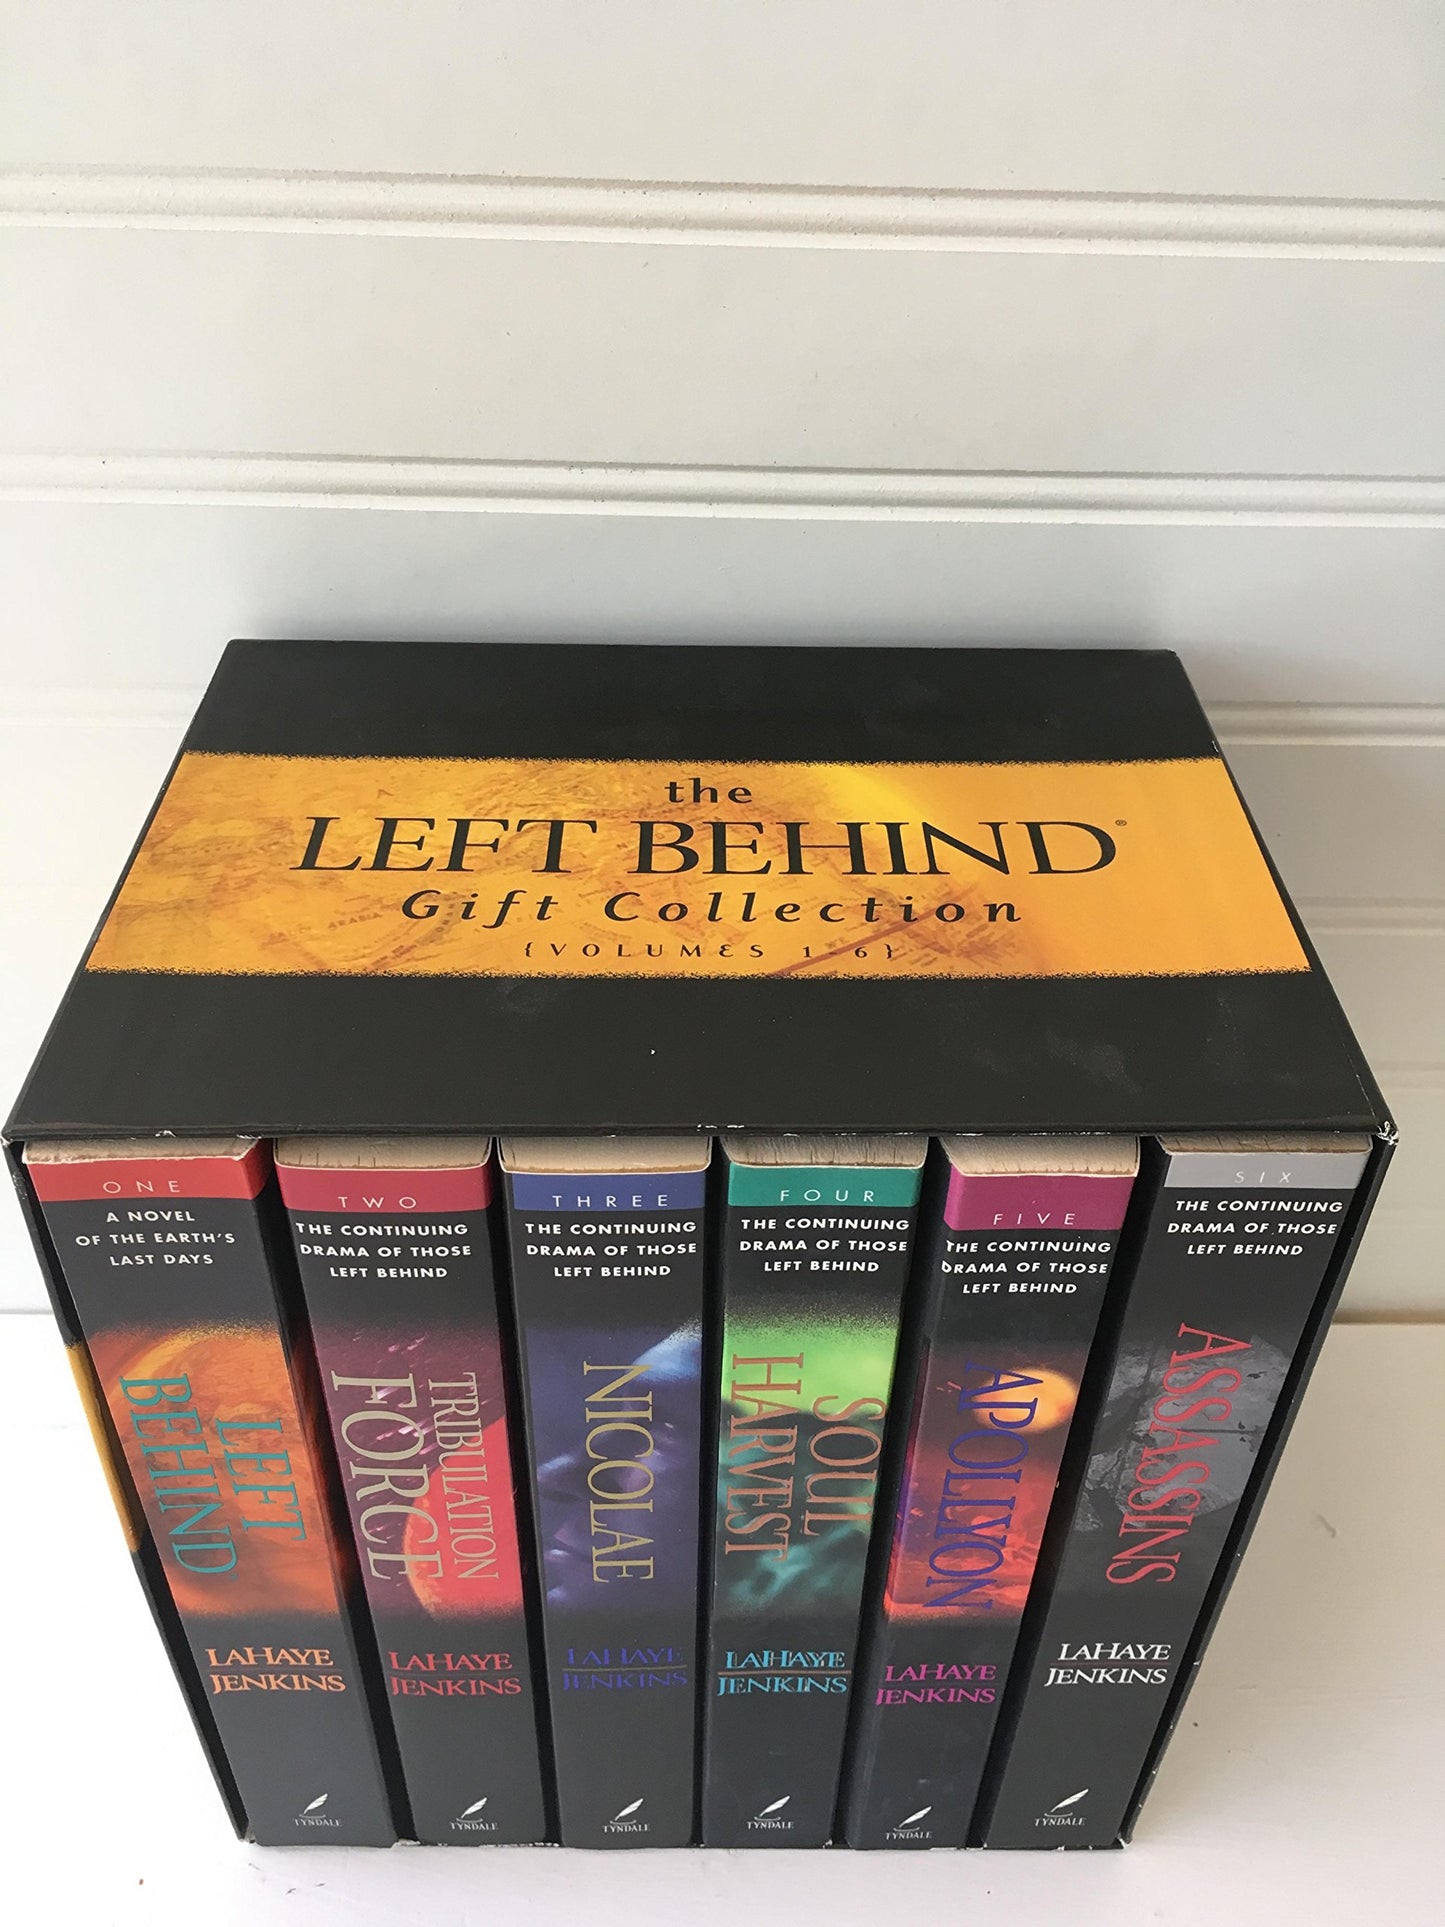 the
LEFT BEHIND®
Gift Collection
{VOLUMES 1-6}
ARABIA
ONE
A NOVEL
OF THE EARTH'S
LAST DAYS
LEFT
BEHIND
LAHAYE
JENKINS
TYNDALE
TWO
THE CONTINUING
DRAMA OF THOSE
LEFT BEHIND
TRIBULATION
FORCE
LAHAYE
JENKINS
TYNDALE
THREE
THE CONTINUING
DRAMA OF THOSE
LEFT BEHIND
NICOLAE
LAHAYE
JENKINS
TYNDALE
FOUR
THE CONTINUING
DRAMA OF THOSE
LEFT BEHIND
SOUL
HARVEST
LAHAYE
JENKINS
TYNDALE
FIVE
THE CONTINUING
DRAMA OF THOSE
LEFT BEHIND
APOLLYON
LAHAYE
JENKINS
TYNDALE
SIX
THE CONTINUING
DRAMA OF THOSE
LEFT BEHIND
ASSASSINS
LAHAYE
JENKINS
TYNDALE